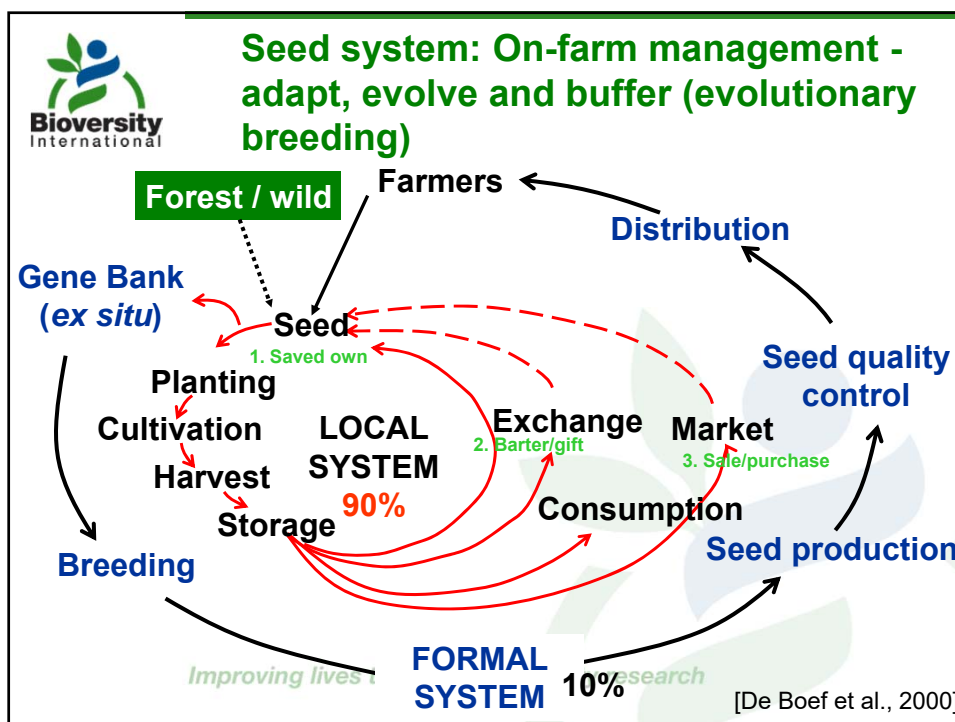 Bioversity
International
Seed system: On-farm management -
adapt, evolve and buffer (evolutionary
breeding)
Forest / wild
Farmers
Distribution
Gene Bank
(ex situ)
Seed
1. Saved own
Seed quality
control
Planting
Cultivation
Harvest
Storage
LOCAL
SYSTEM
90%
Exchange
2. Barter/gift
Market
3. Sale/purchase
Consumption
Seed production
Breeding
FORMAL
SYSTEM
10%
Improving lives t research
[De Boef et al., 2000]